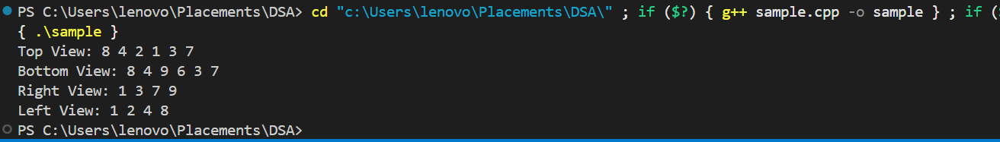 PS C:\Users\lenovo\Placements\DSA> cd "c:\Users\lenovo\Placements\DSA\" ; if ($?) { g++ sample.cpp -o sample } ; if (
{ .\sample }
Top View: 8 4 2 1 3 7
Bottom View: 8 4 9 6 3 7
Right View: 1 3 7 9
Left View: 1 2 4 8
PS C:\Users\lenovo\Placements\DSA>